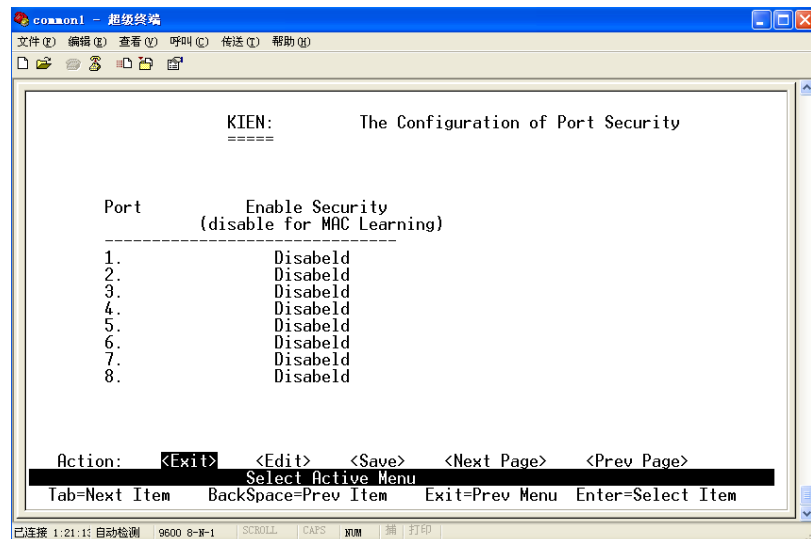 common1 - 超级终端
文件(F) 编辑(E) 查看(V) 呼叫(C) 传送(T) 帮助(H)
KIEN: The Configuration of Port Security
=====
Port Enable Security
(disable for MAC Learning)
-------------------------------
1. Disabeld
2. Disabeld
3. Disabeld
4. Disabeld
5. Disabeld
6. Disabeld
7. Disabeld
8. Disabeld
Action: <Exit> <Edit> <Save> <Next Page> <Prev Page>
Select Active Menu
Tab=Next Item BackSpace=Prev Item Exit=Prev Menu Enter=Select Item
已连接 1:21:13 自动检测 9600 8-N-1 SCROLL CAPS NUM 捕 打印